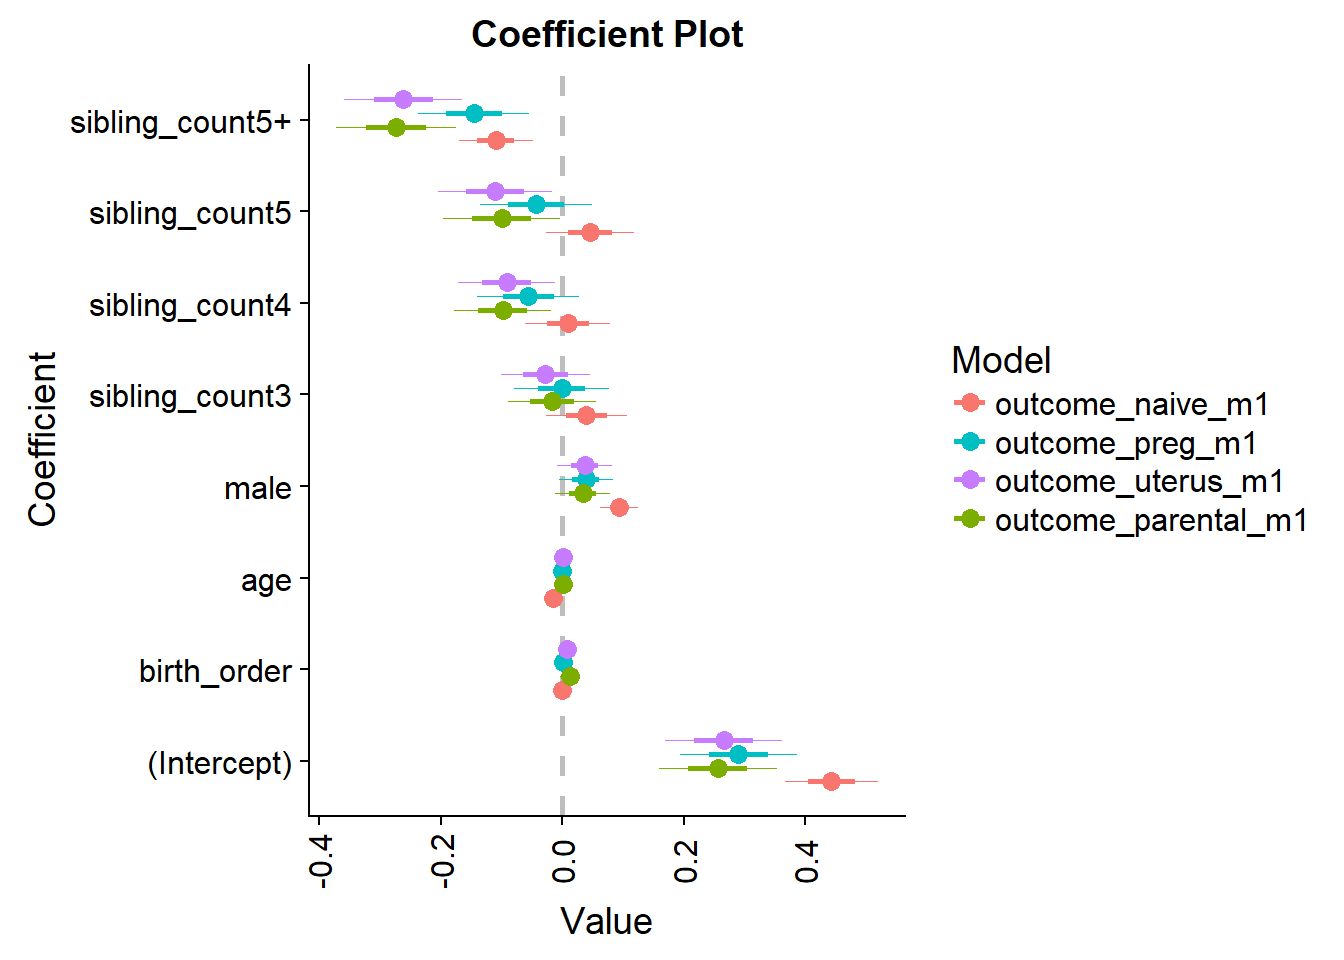 Coefficient Plot
sibling_count5+
sibling_count5
sibling_count4
sibling_count3
male
age
birth_order
(Intercept)
Coefficient
-0.4
-0.2
0.0
0.2
0.4
Value
Model
outcome_naive_m1
outcome_preg_m1
outcome_uterus_m1
outcome_parental_m1